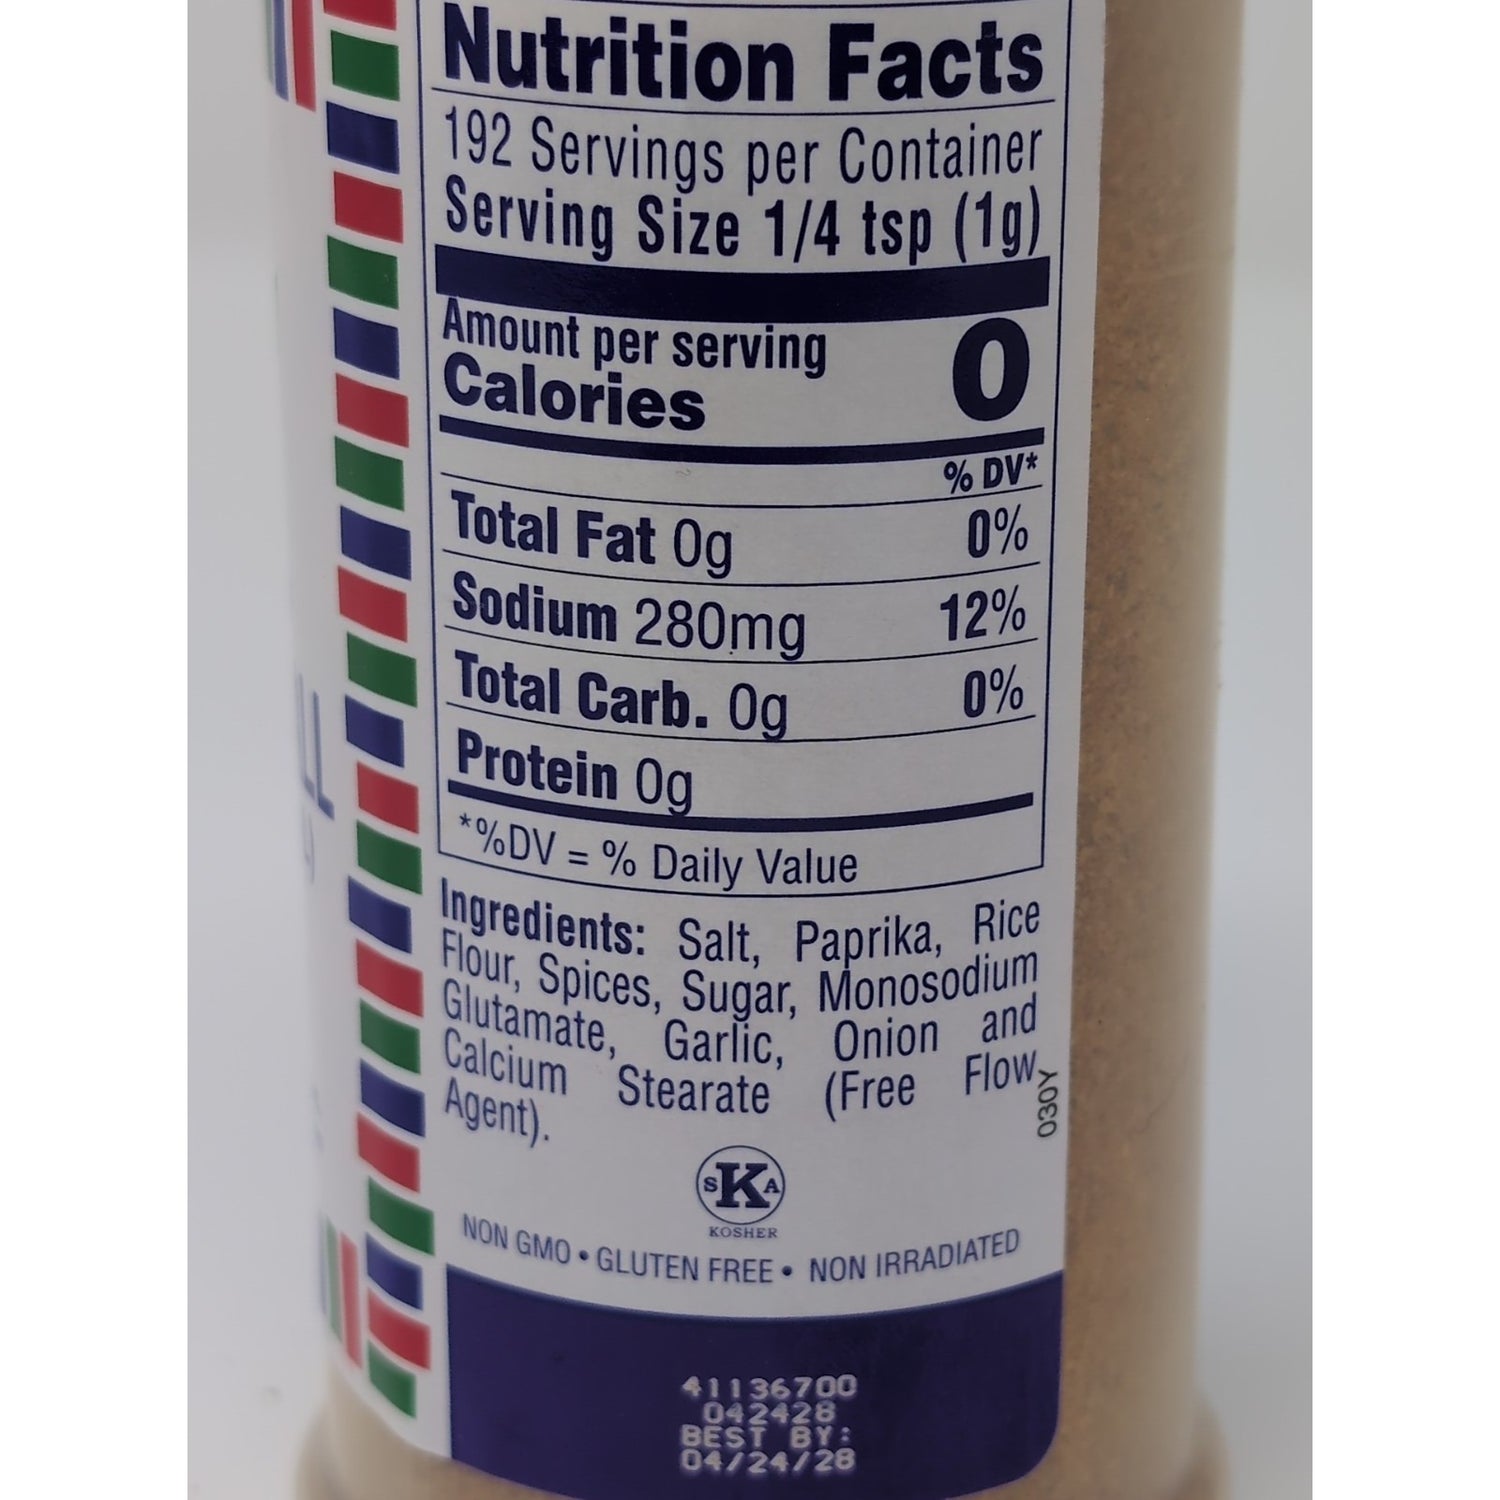 Nutrition Facts
192 Servings per Container
Serving Size 1/4 tsp (1g)
Amount per serving
Calories 0
% DV*
Total Fat 0g 0%
Sodium 280mg 12%
Total Carb. 0g 0%
Protein 0g
*%DV = % Daily Value
Ingredients: Salt, Paprika, Rice
Flour, Spices, Sugar, Monosodium
Glutamate, Garlic, Onion and
Calcium Stearate (Free Flow
Agent).
030Y
SKA
KOSHER
NON GMO • GLUTEN FREE • NON IRRADIATED
41136700
042428
BEST BY:
04/24/28